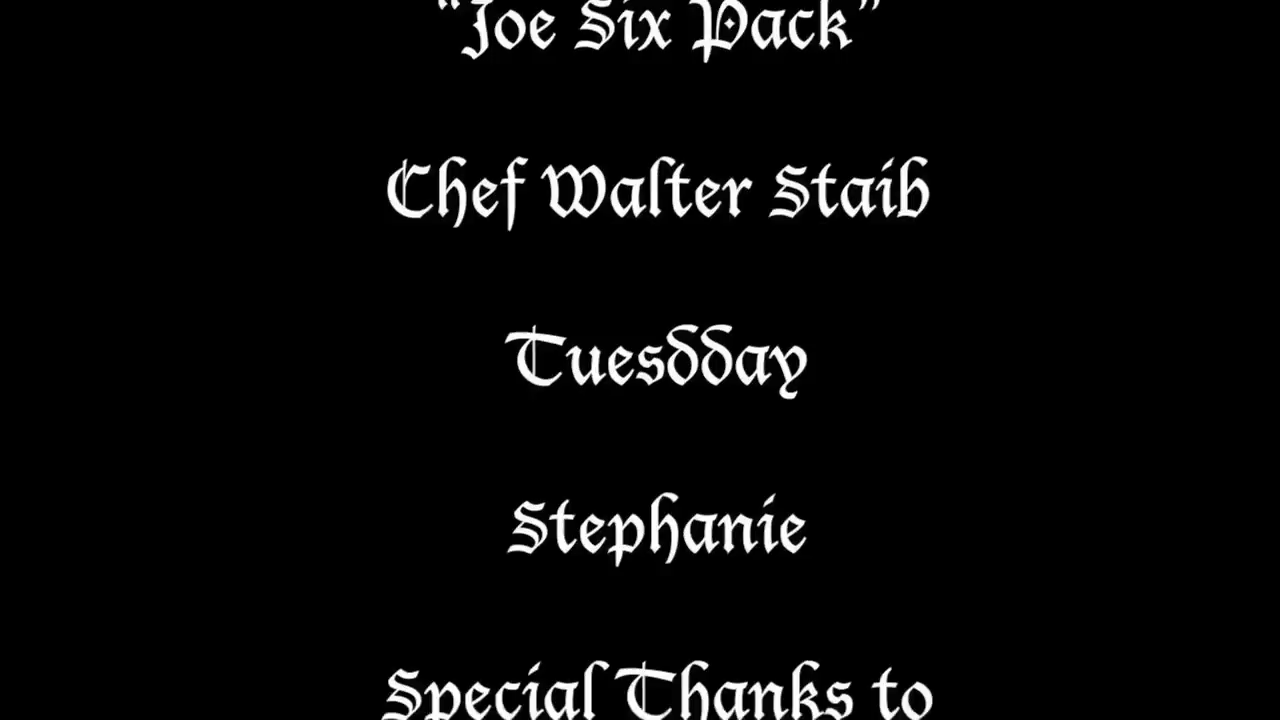 "Joe Six Pack"
Chef Walter Staib
Tuesdday
Stephanie
Special Thanks to